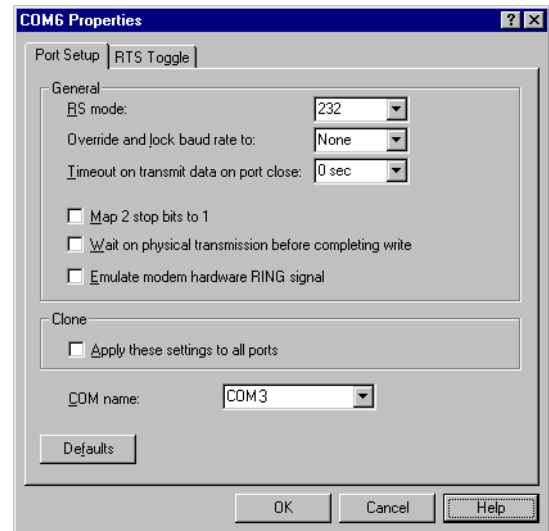 COM6 Properties
Port Setup
RTS Toggle
General
RS mode: 232
Override and lock baud rate to: None
Timeout on transmit data on port close: 0 sec
Map 2 stop bits to 1
Wait on physical transmission before completing write
Emulate modem hardware RING signal
Clone
Apply these settings to all ports
COM name: COM3
Defaults
OK Cancel Help